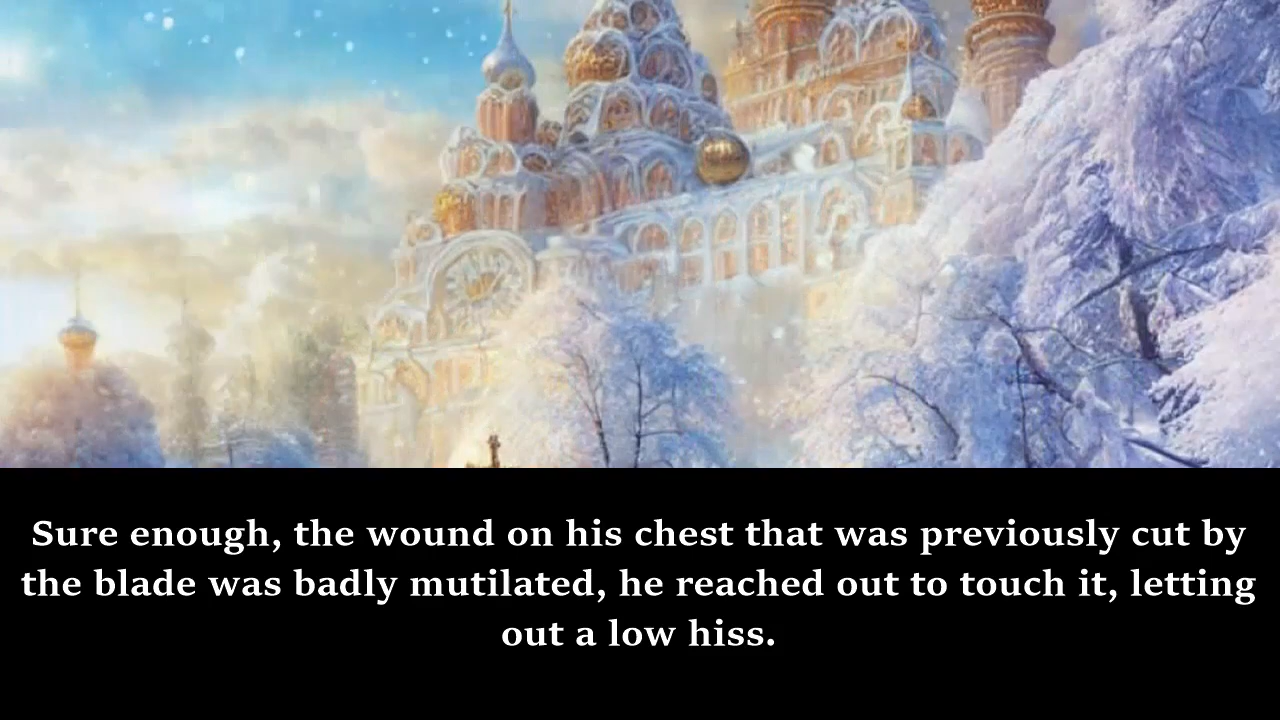 Sure enough, the wound on his chest that was previously cut by
the blade was badly mutilated, he reached out to touch it, letting
out a low hiss.